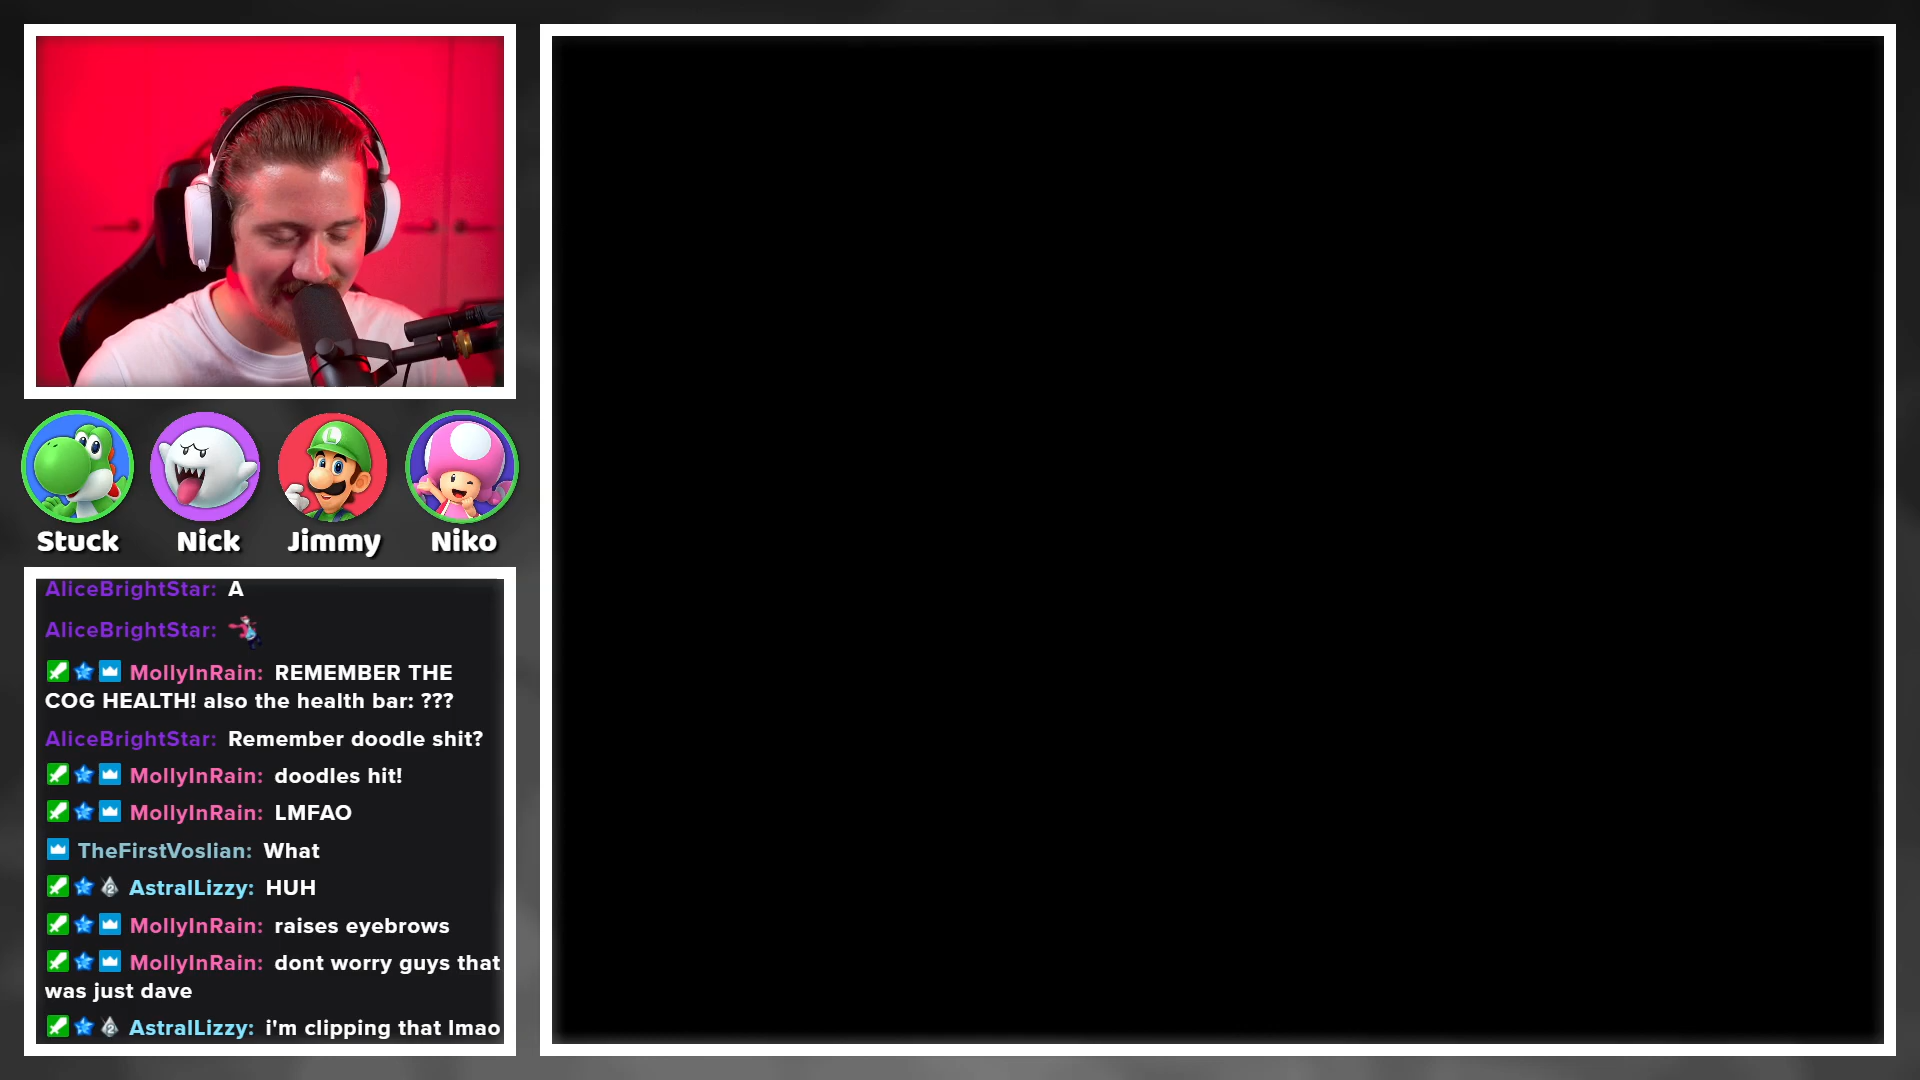 Stuck Nick Jimmy Niko
AliceBrightStar: A
AliceBrightStar:
MollyInRain: REMEMBER THE
COG HEALTH! also the health bar: ???
AliceBrightStar: Remember doodle shit?
MollyInRain: doodles hit!
MollyInRain: LMFAO
TheFirstVoslian: What
2 AstralLizzy: HUH
MollyInRain: raises eyebrows
MollyInRain: dont worry guys that
was just dave
2 AstralLizzy: i'm clipping that lmao